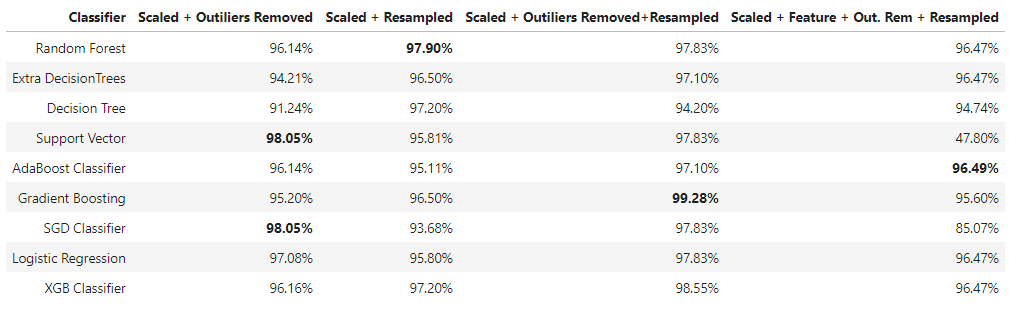 Classifier Scaled + Outiliers Removed Scaled + Resampled Scaled + Outiliers Removed+Resampled Scaled + Feature + Out. Rem + Resampled
Random Forest 96.14% 97.90% 97.83% 96.47%
Extra DecisionTrees 94.21% 96.50% 97.10% 96.47%
Decision Tree 91.24% 97.20% 94.20% 94.74%
Support Vector 98.05% 95.81% 97.83% 47.80%
AdaBoost Classifier 96.14% 95.11% 97.10% 96.49%
Gradient Boosting 95.20% 96.50% 99.28% 95.60%
SGD Classifier 98.05% 93.68% 97.83% 85.07%
Logistic Regression 97.08% 95.80% 97.83% 96.47%
XGB Classifier 96.16% 97.20% 98.55% 96.47%